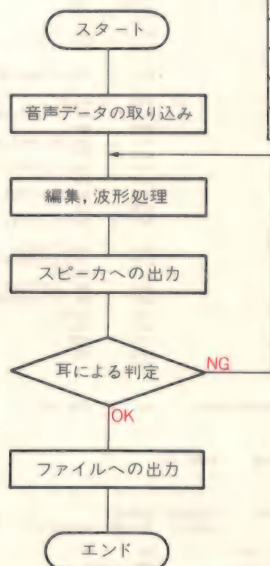 スタート
音声データの取り込み
編集,波形処理
スピーカへの出力
耳による判定
NG
OK
ファイルへの出力
エンド